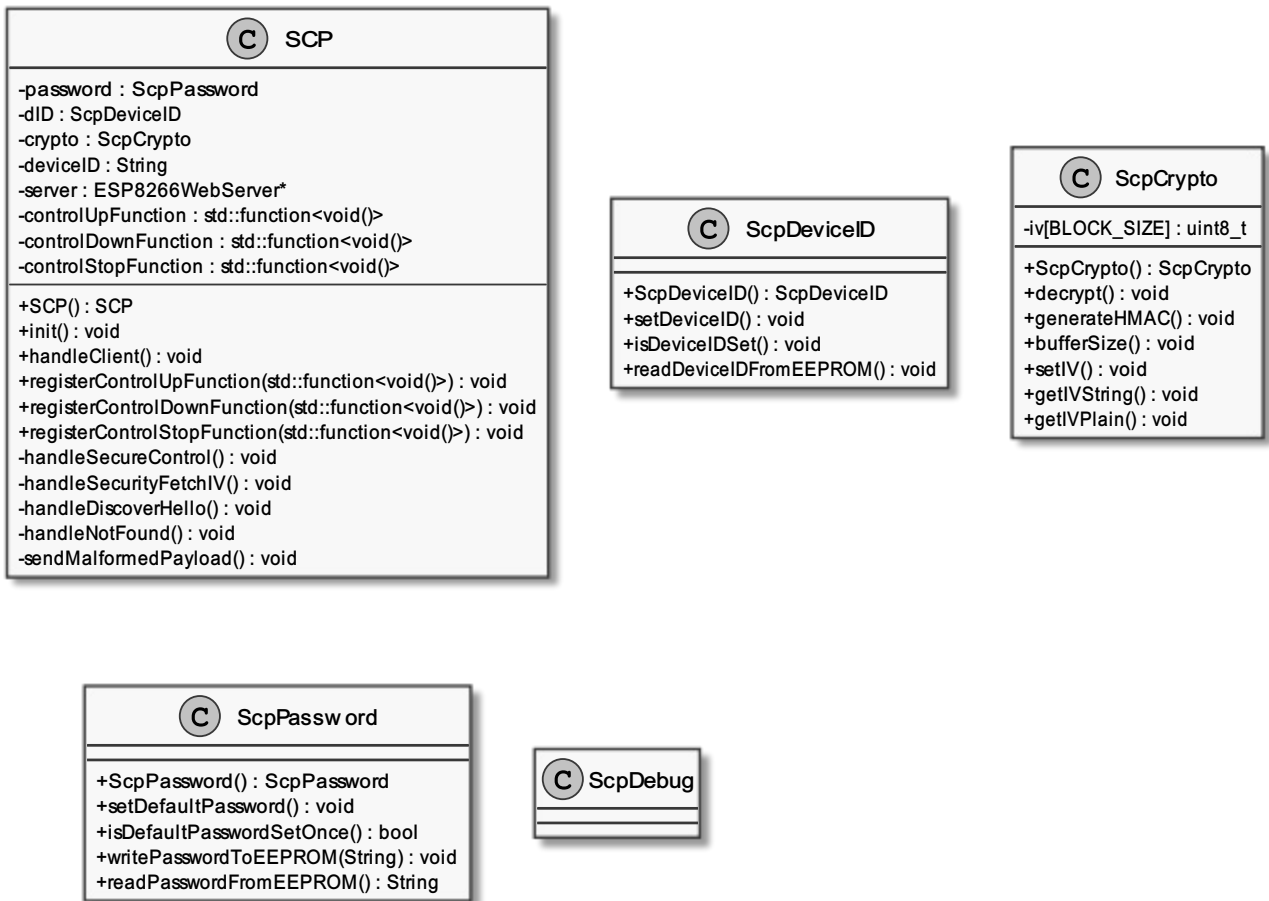 C SCP
-password : ScpPassword
-dID : ScpDeviceID
-crypto : ScpCrypto
-deviceID : String
-server : ESP8266WebServer*
-controlUpFunction : std::function<void()>
-controlDownFunction : std::function<void()>
-controlStopFunction : std::function<void()>
+SCP() : SCP
+init() : void
+handleClient() : void
+registerControlUpFunction(std::function<void()>) : void
+registerControlDownFunction(std::function<void()>) : void
+registerControlStopFunction(std::function<void()>) : void
-handleSecureControl() : void
-handleSecurityFetchIV() : void
-handleDiscoverHello() : void
-handleNotFound() : void
-sendMalformedPayload() : void
C ScpDeviceID
+ScpDeviceID() : ScpDeviceID
+setDeviceID() : void
+isDeviceIDSet() : void
+readDeviceIDFromEEPROM() : void
C ScpCrypto
-iv[BLOCK_SIZE] : uint8_t
+ScpCrypto() : ScpCrypto
+decrypt() : void
+generateHMAC() : void
+bufferSize() : void
+setIV() : void
+getIVString() : void
+getIVPlain() : void
C ScpPassword
+ScpPassword() : ScpPassword
+setDefaultPassword() : void
+isDefaultPasswordSetOnce() : bool
+writePasswordToEEPROM(String) : void
+readPasswordFromEEPROM() : String
C ScpDebug